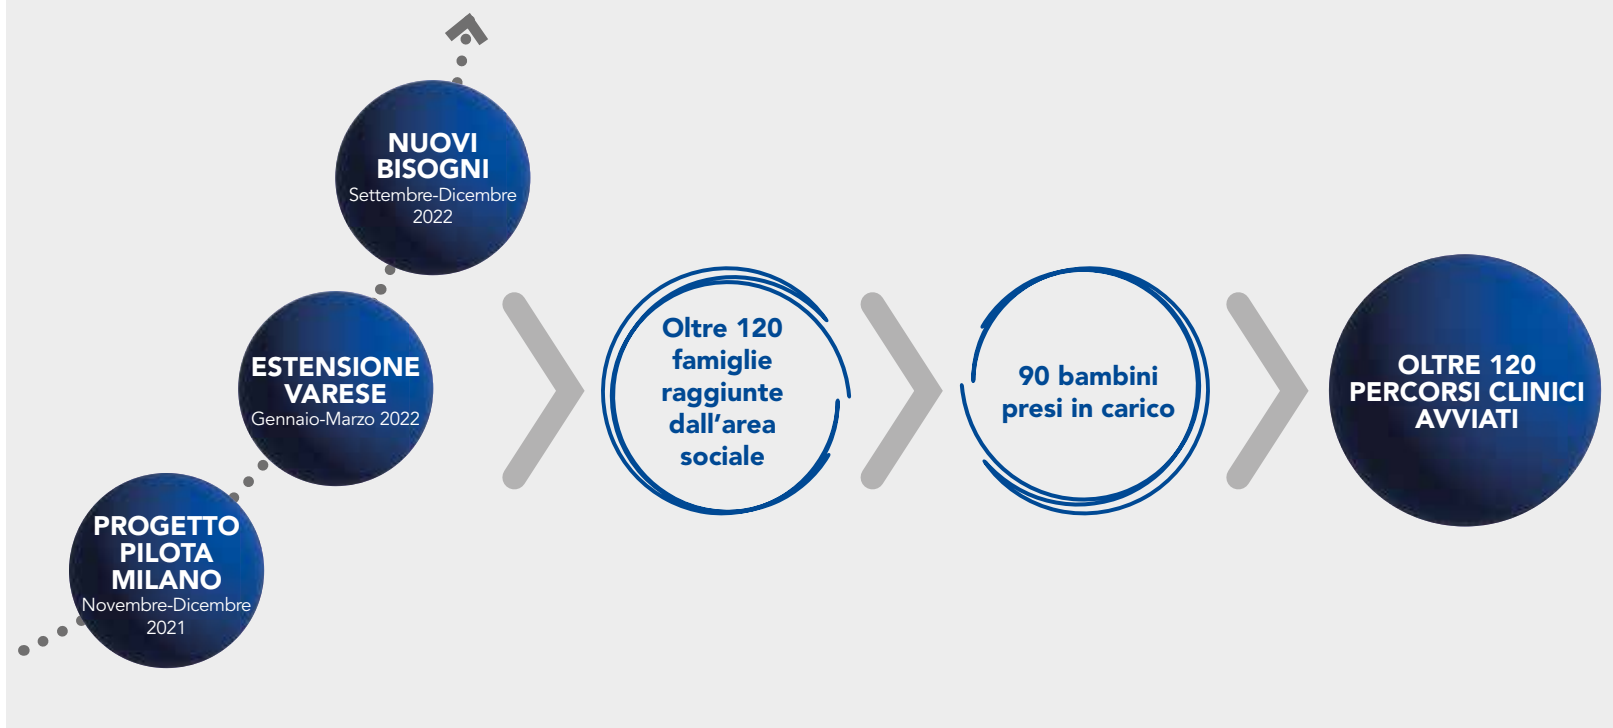 NUOVI
BISOGNI
Settembre-Dicembre
2022
ESTENSIONE
VARESE
Gennaio-Marzo 2022
PROGETTO
PILOTA
MILANO
Novembre-Dicembre
2021
Oltre 120
famiglie
raggiunte
dall’area
sociale
90 bambini
presi in carico
OLTRE 120
PERCORSI CLINICI
AVVIATI